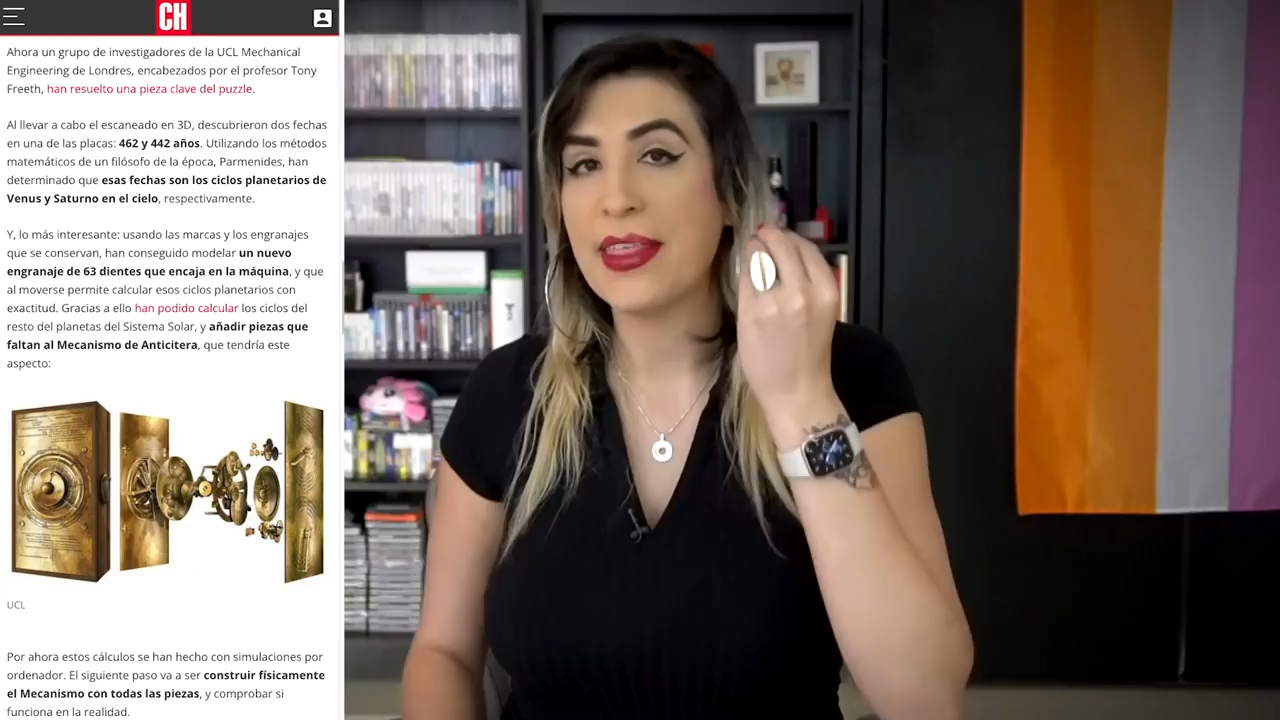 CH
Ahora un grupo de investigadores de la UCL Mechanical
Engineering de Londres, encabezados por el profesor Tony
Freeth, han resuelto una pieza clave del puzzle.
Al llevar a cabo el escaneado en 3D, descubrieron dos fechas
en una de las placas: 462 y 442 años. Utilizando los métodos
matemáticos de un filósofo de la época, Parmenides, han
determinado que esas fechas son los ciclos planetarios de
Venus y Saturno en el cielo, respectivamente.
Y, lo más interesante: usando las marcas y los engranajes
que se conservan, han conseguido modelar un nuevo
engranaje de 63 dientes que encaja en la máquina, y que
al moverse permite calcular esos ciclos planetarios con
exactitud. Gracias a ello han podido calcular los ciclos del
resto del planetas del Sistema Solar, y añadir piezas que
faltan al Mecanismo de Anticitera, que tendría este
aspecto:
UCL
Por ahora estos cálculos se han hecho con simulaciones por
ordenador. El siguiente paso va a ser construir físicamente
el Mecanismo con todas las piezas, y comprobar si
funciona en la realidad.